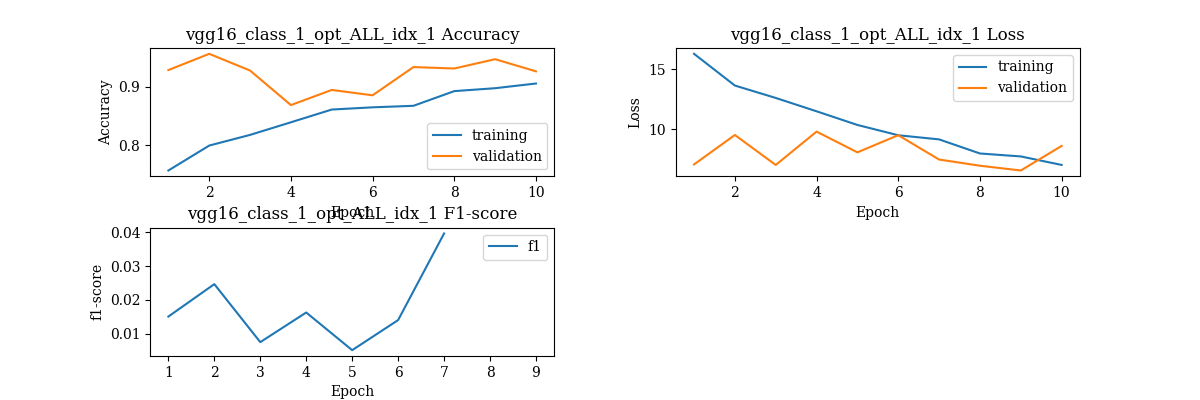 vgg16_class_1_opt_ALL_idx_1 Accuracy
Accuracy
0.9
0.8
training
validation
2 4 6 8 10
Epoch
vgg16_class_1_opt_ALL_idx_1 Loss
Loss
15
10
training
validation
2 4 6 8 10
Epoch
vgg16_class_1_opt_ALL_idx_1 F1-score
f1-score
0.04
0.03
0.02
0.01
f1
1 2 3 4 5 6 7 8 9
Epoch